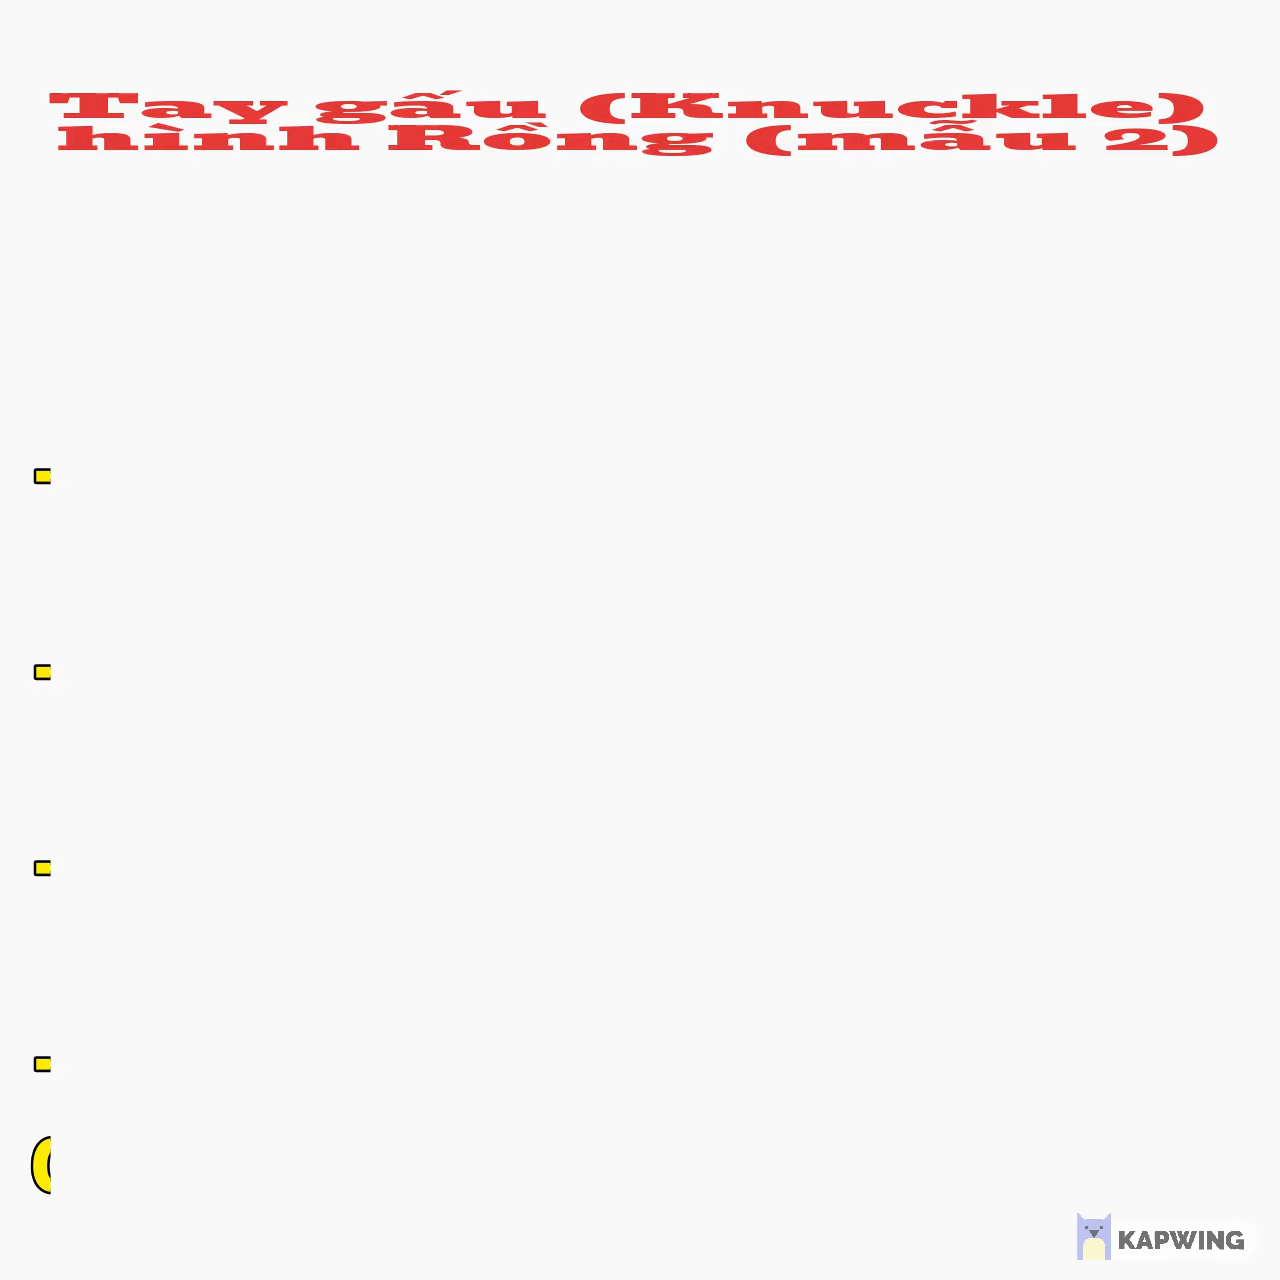 Tay gấu (Knuckle)
hình Rồng (mẫu 2)
-
-
-
-
KAPWING